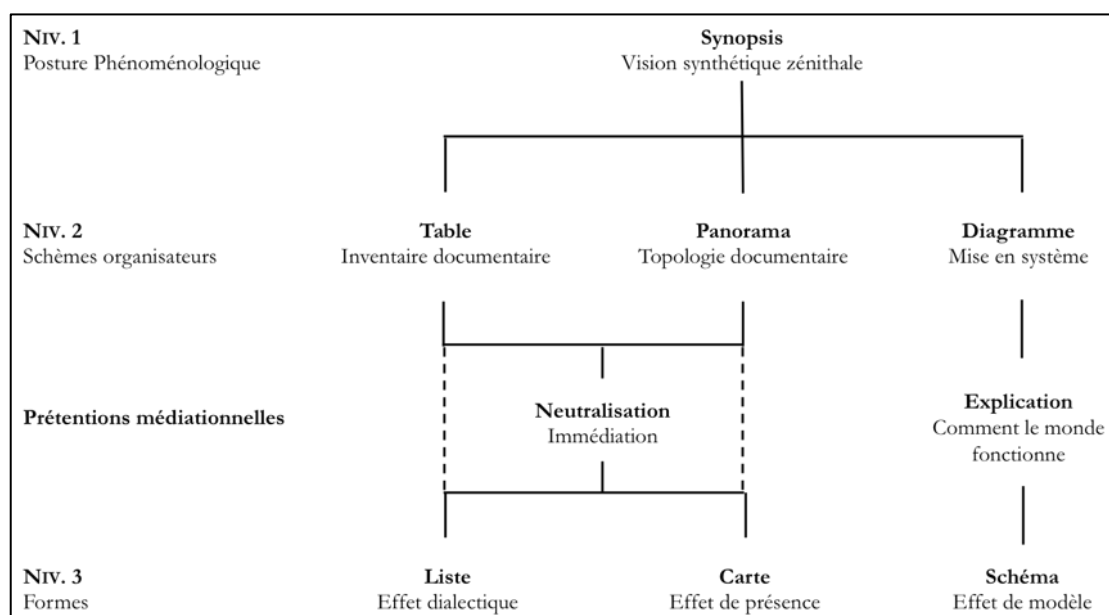 NIV. 1
Posture Phénoménologique
Synopsis
Vision synthétique zénithale
NIV. 2
Schèmes organisateurs
Table
Inventaire documentaire
Panorama
Topologie documentaire
Diagramme
Mise en système
Prétentions médiationnelles
Neutralisation
Immédiation
Explication
Comment le monde
fonctionne
NIV. 3
Formes
Liste
Effet dialectique
Carte
Effet de présence
Schéma
Effet de modèle